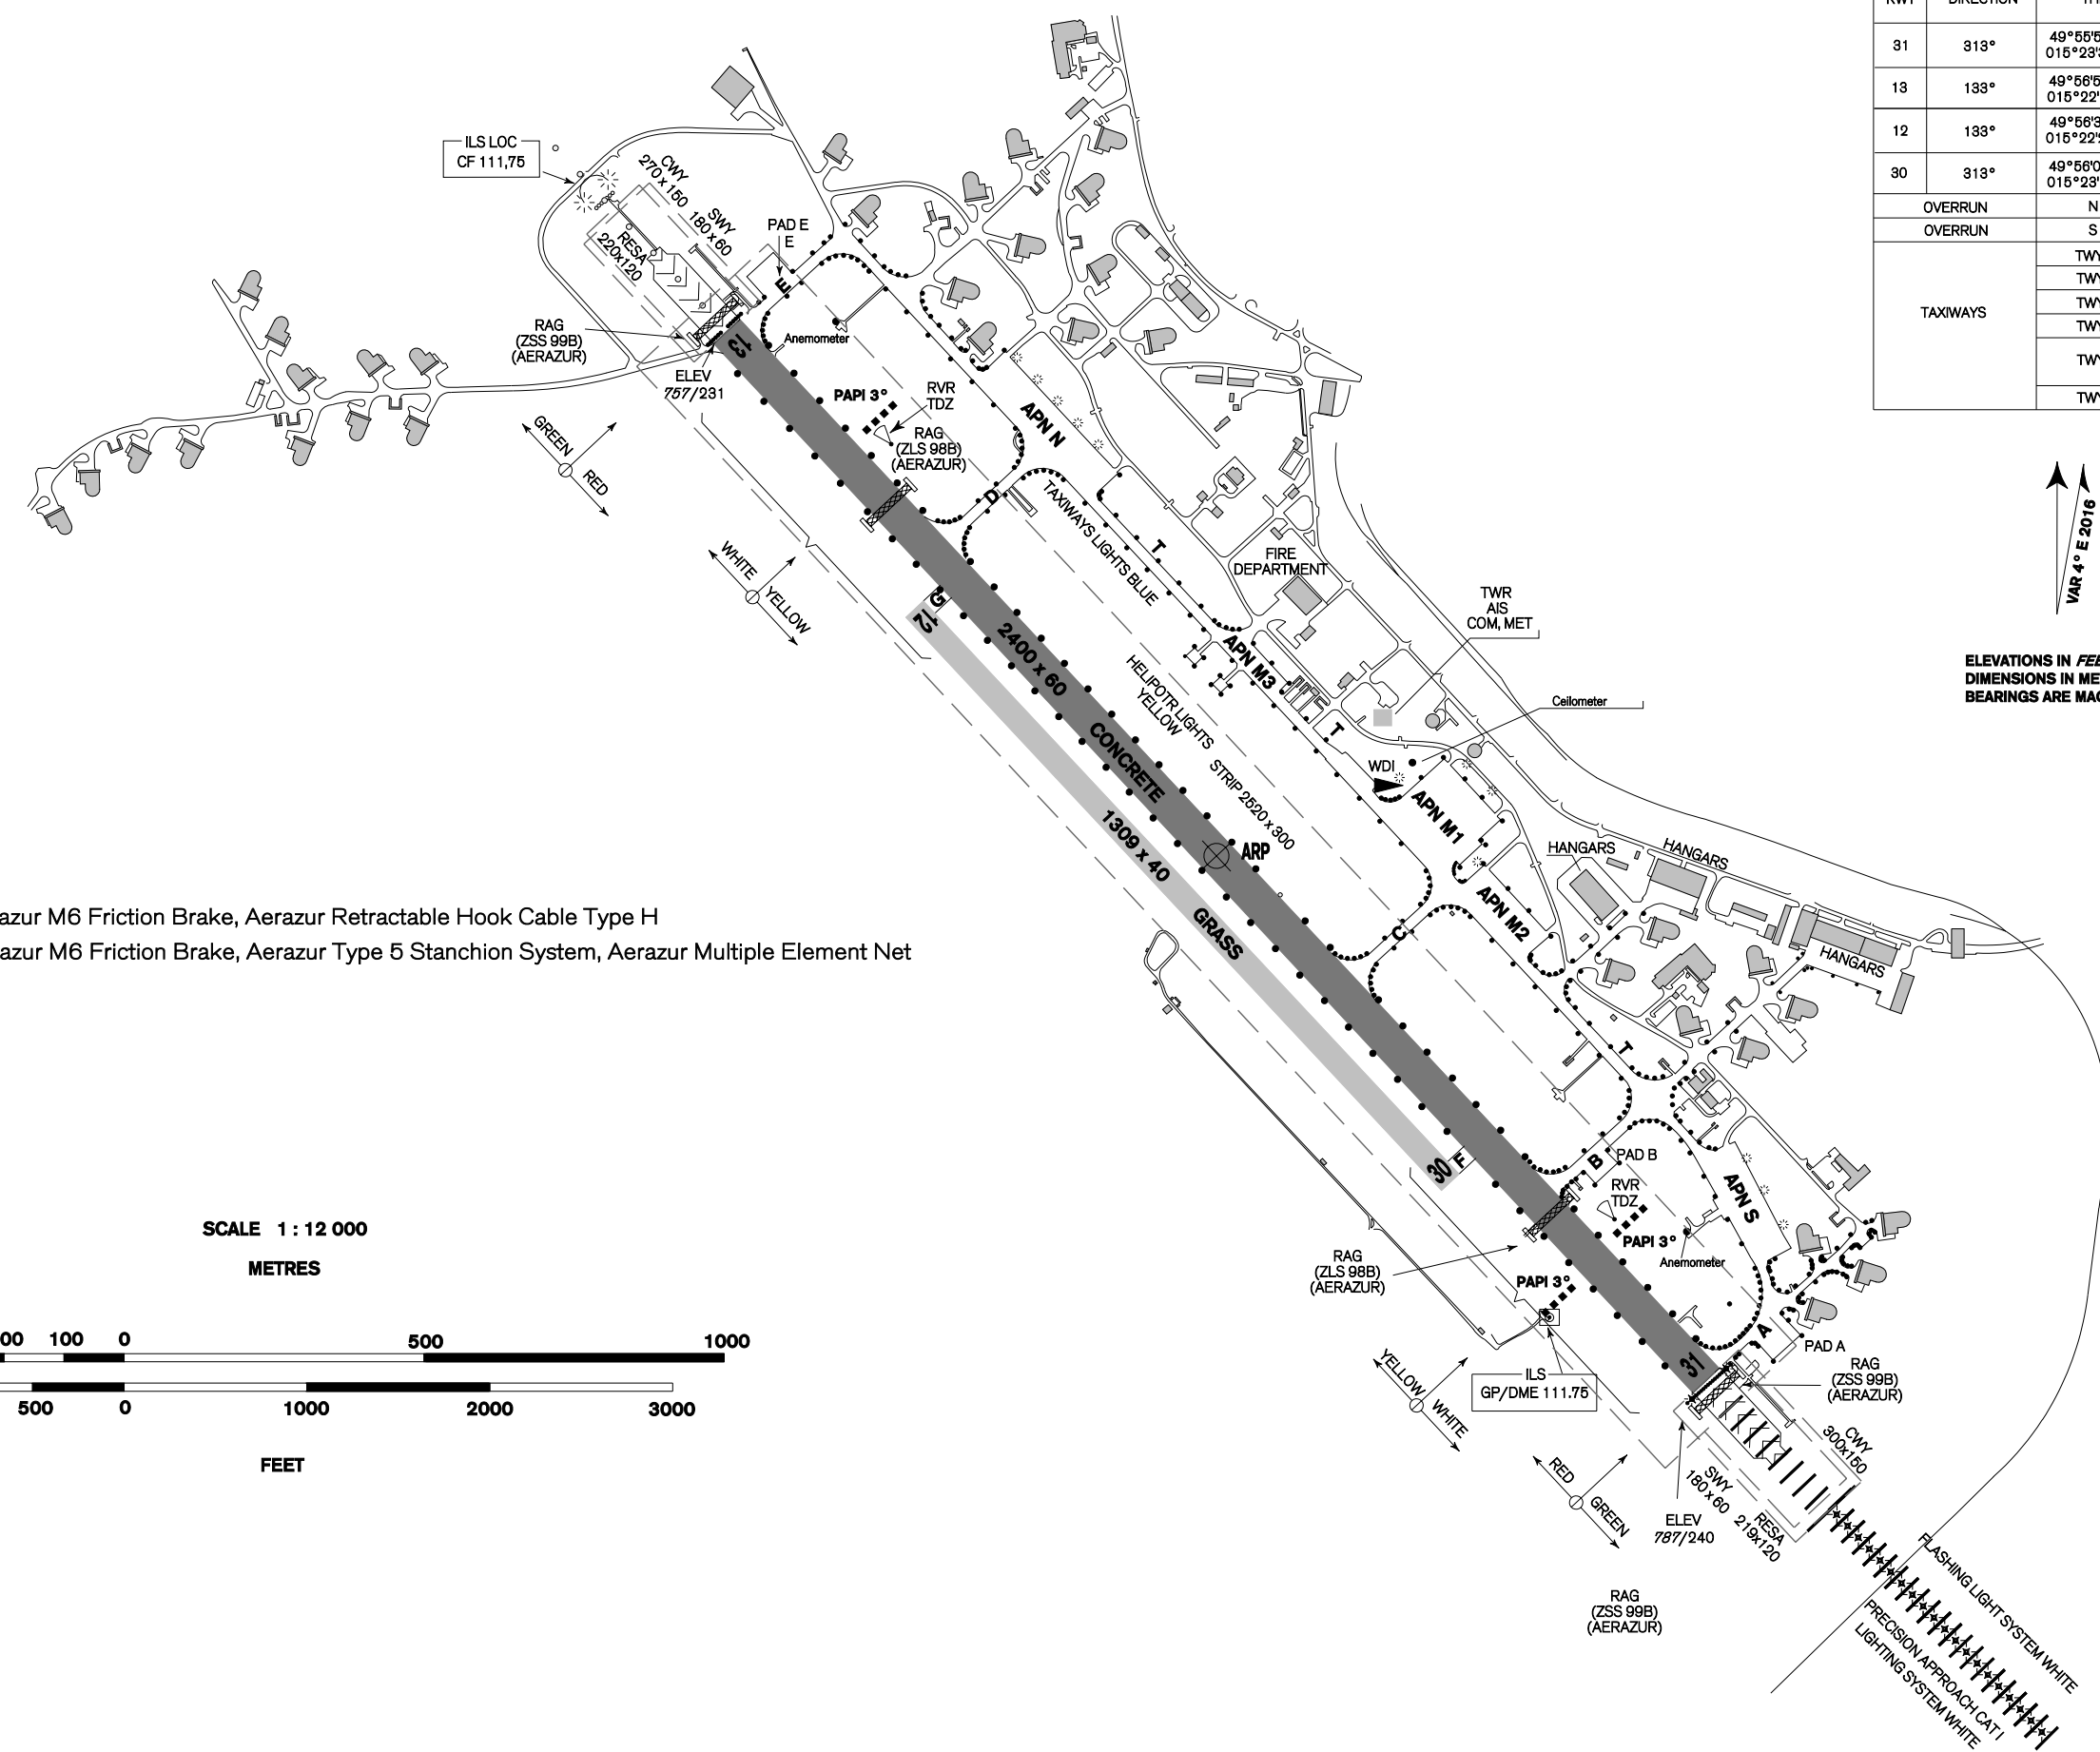 DIRECTION
31 313° 49°55'5
015°23'
13 133° 49°56'5
015°22'
12 133° 49°56'3
015°22'
30 313° 49°56'0
015°23'
OVERRUN N
OVERRUN S
TAXIWAYS
TWY
TWY
TWY
TWY
TWY
TWY
VAR 4° E 2016
ELEVATIONS IN FEE
DIMENSIONS IN ME
BEARINGS ARE MAG
ILS LOC
CF 111,75
CWY
270 x 150
SWY
180 x 60
RESA
220x120
PAD E
E
E
RAG
(ZSS 99B)
(AERAZUR)
ELEV
757/231
13
Anemometer
PAPI 3°
RVR
TDZ
RAG
(ZLS 98B)
(AERAZUR)
APN N
GREEN
RED
D
TAXIWAYS LIGHTS BLUE
T
WHITE
YELLOW
G
12
2400 x 60
CONCRETE
FIRE
DEPARTMENT
TWR
AIS
COM, MET
APN M3
HELIPOTR LIGHTS
YELLOW
T
Ceilometer
WDI
STRIP 2520 x 300
APN M1
1309 x 40
GRASS
ARP
HANGARS
HANGARS
HANGARS
APN M2
C
azur M6 Friction Brake, Aerazur Retractable Hook Cable Type H
azur M6 Friction Brake, Aerazur Type 5 Stanchion System, Aerazur Multiple Element Net
T
30
F
B
PAD B
RVR
TDZ
APN S
PAPI 3°
Anemometer
RAG
(ZLS 98B)
(AERAZUR)
PAPI 3°
A
PAD A
31
RAG
(ZSS 99B)
(AERAZUR)
ILS
GP/DME 111.75
YELLOW
WHITE
CWY
300x150
SWY
180 x 60
RESA
219x120
RED
GREEN
ELEV
787/240
RAG
(ZSS 99B)
(AERAZUR)
FLASHING LIGHT SYSTEM WHITE
PRECISION APPROACH CAT I
LIGHTING SYSTEM WHITE
SCALE 1 : 12 000
METRES
00 100 0 500 1000
500 0 1000 2000 3000
FEET